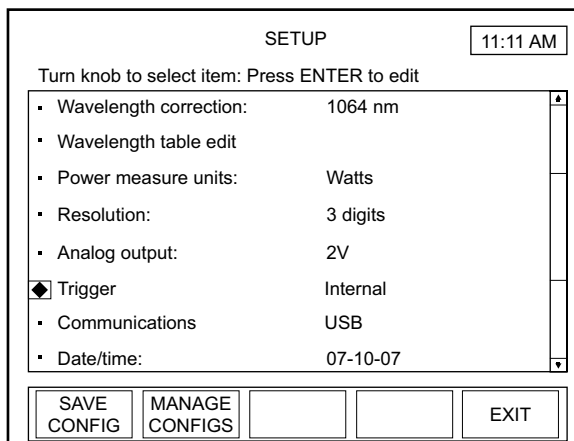 SETUP
11:11 AM
Turn knob to select item: Press ENTER to edit
Wavelength correction: 1064 nm
Wavelength table edit
Power measure units: Watts
Resolution: 3 digits
Analog output: 2V
Trigger Internal
Communications USB
Date/time: 07-10-07
SAVE CONFIG
MANAGE CONFIGS
EXIT